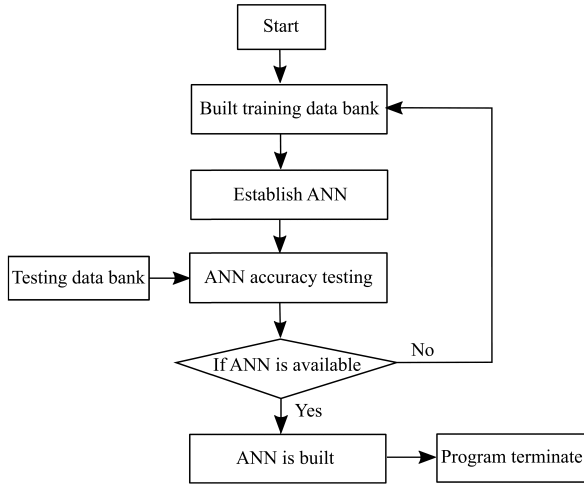 Start
Built training data bank
Establish ANN
Testing data bank
ANN accuracy testing
If ANN is available
No
Yes
ANN is built
Program terminate